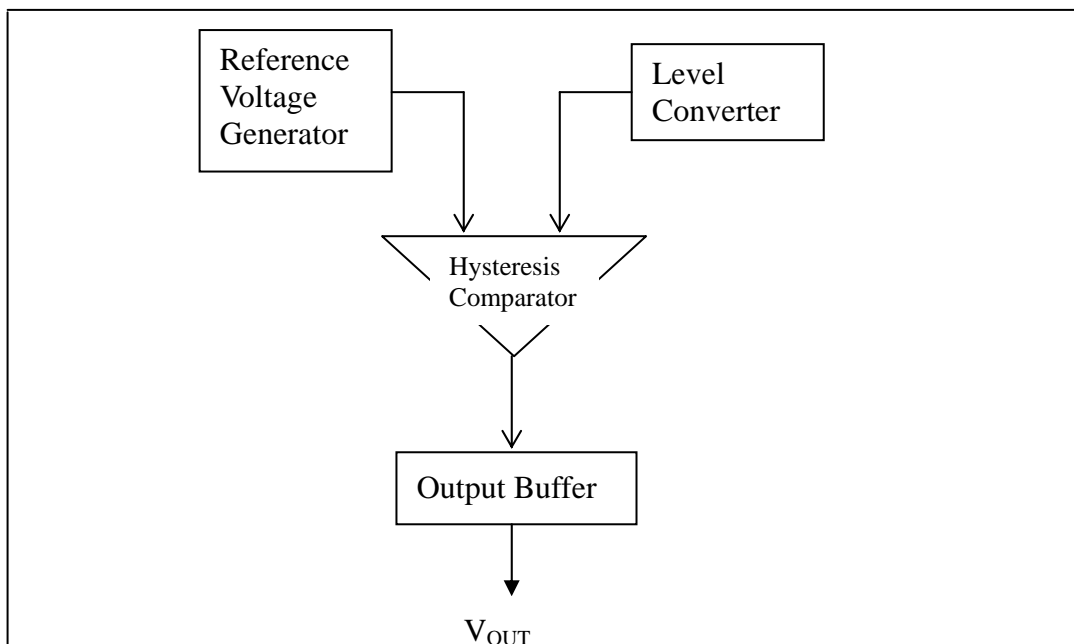 Reference
Voltage
Generator
Level
Converter
Hysteresis
Comparator
Output Buffer
VOUT